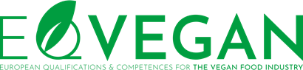 EQVEGAN
EUROPEAN QUALIFICATIONS & COMPETENCES FOR THE VEGAN FOOD INDUSTRY